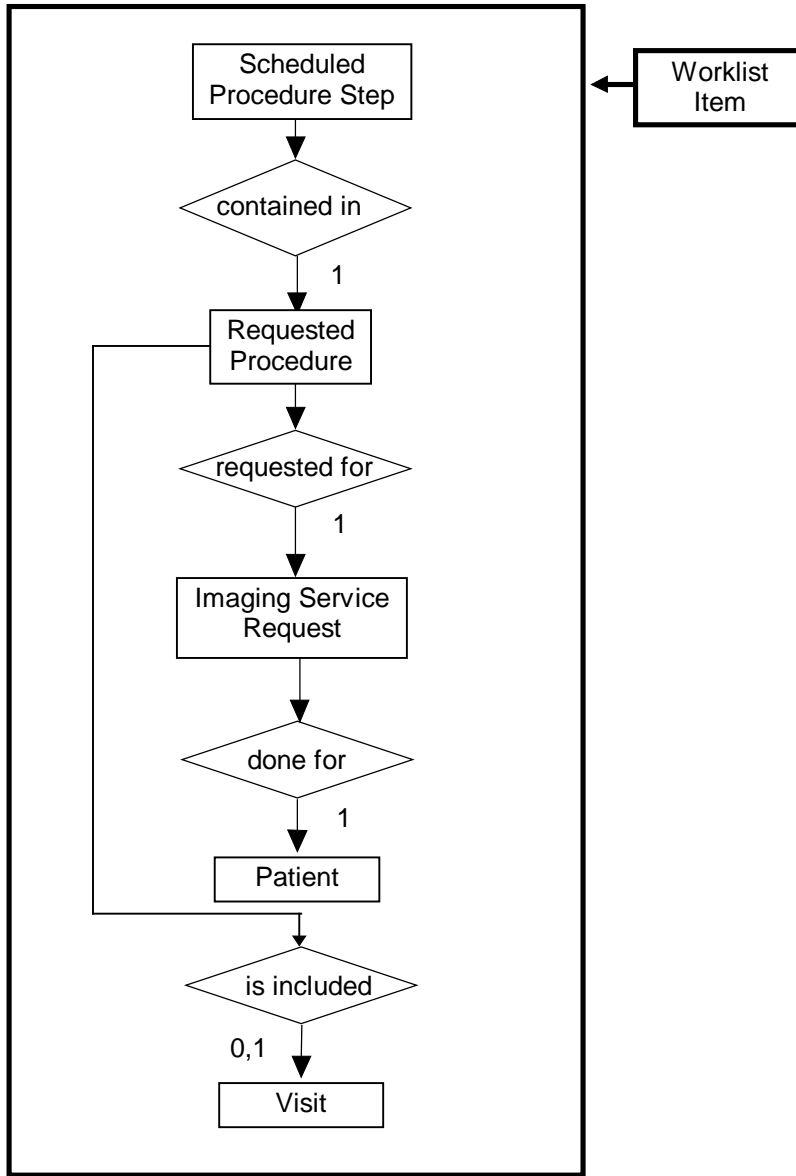 Scheduled
Procedure Step
Worklist
Item
contained in
1
Requested
Procedure
requested for
1
Imaging Service
Request
done for
1
Patient
is included
0,1
Visit